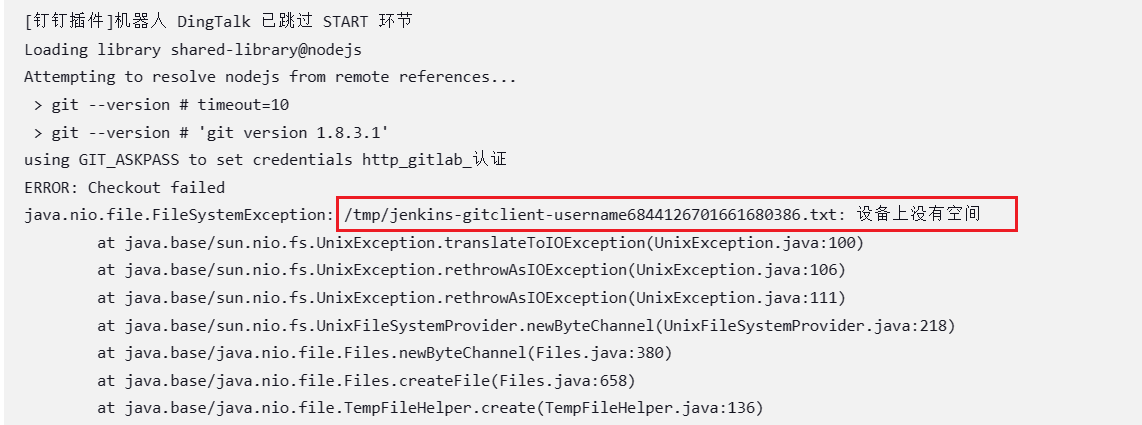 [钉钉插件]机器人 DingTalk 已跳过 START 环节
Loading library shared-library@nodejs
Attempting to resolve nodejs from remote references...
> git --version # timeout=10
> git --version # 'git version 1.8.3.1'
using GIT_ASKPASS to set credentials http_gitlab_认证
ERROR: Checkout failed
java.nio.file.FileSystemException: /tmp/jenkins-gitclient-username6844126701661680386.txt: 设备上没有空间
at java.base/sun.nio.fs.UnixException.translateToIOException(UnixException.java:100)
at java.base/sun.nio.fs.UnixException.rethrowAsIOException(UnixException.java:106)
at java.base/sun.nio.fs.UnixException.rethrowAsIOException(UnixException.java:111)
at java.base/sun.nio.fs.UnixFileSystemProvider.newByteChannel(UnixFileSystemProvider.java:218)
at java.base/java.nio.file.Files.newByteChannel(Files.java:380)
at java.base/java.nio.file.Files.createFile(Files.java:658)
at java.base/java.nio.file.TempFileHelper.create(TempFileHelper.java:136)